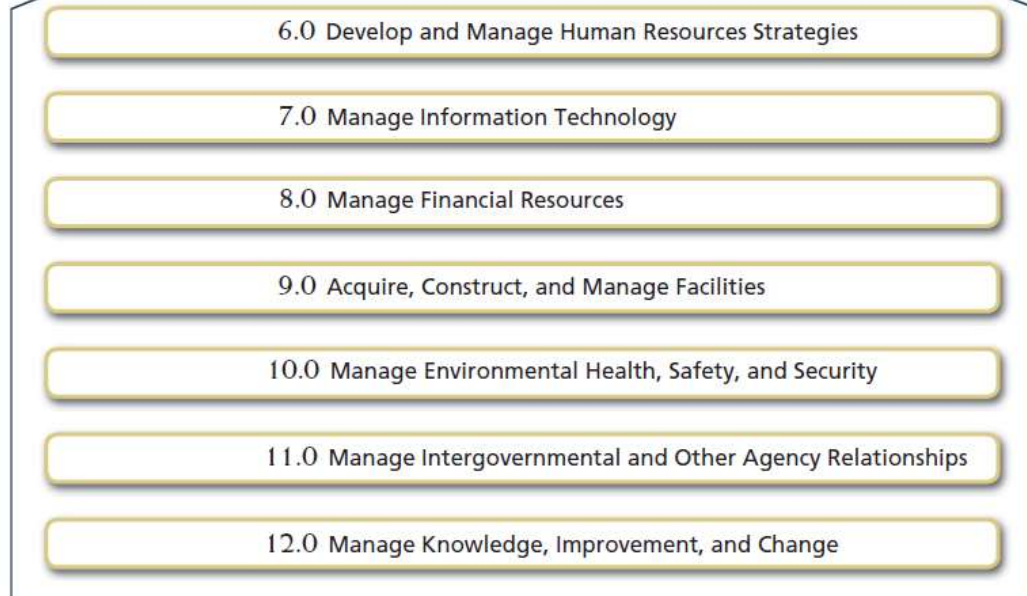 6.0 Develop and Manage Human Resources Strategies
7.0 Manage Information Technology
8.0 Manage Financial Resources
9.0 Acquire, Construct, and Manage Facilities
10.0 Manage Environmental Health, Safety, and Security
11.0 Manage Intergovernmental and Other Agency Relationships
12.0 Manage Knowledge, Improvement, and Change